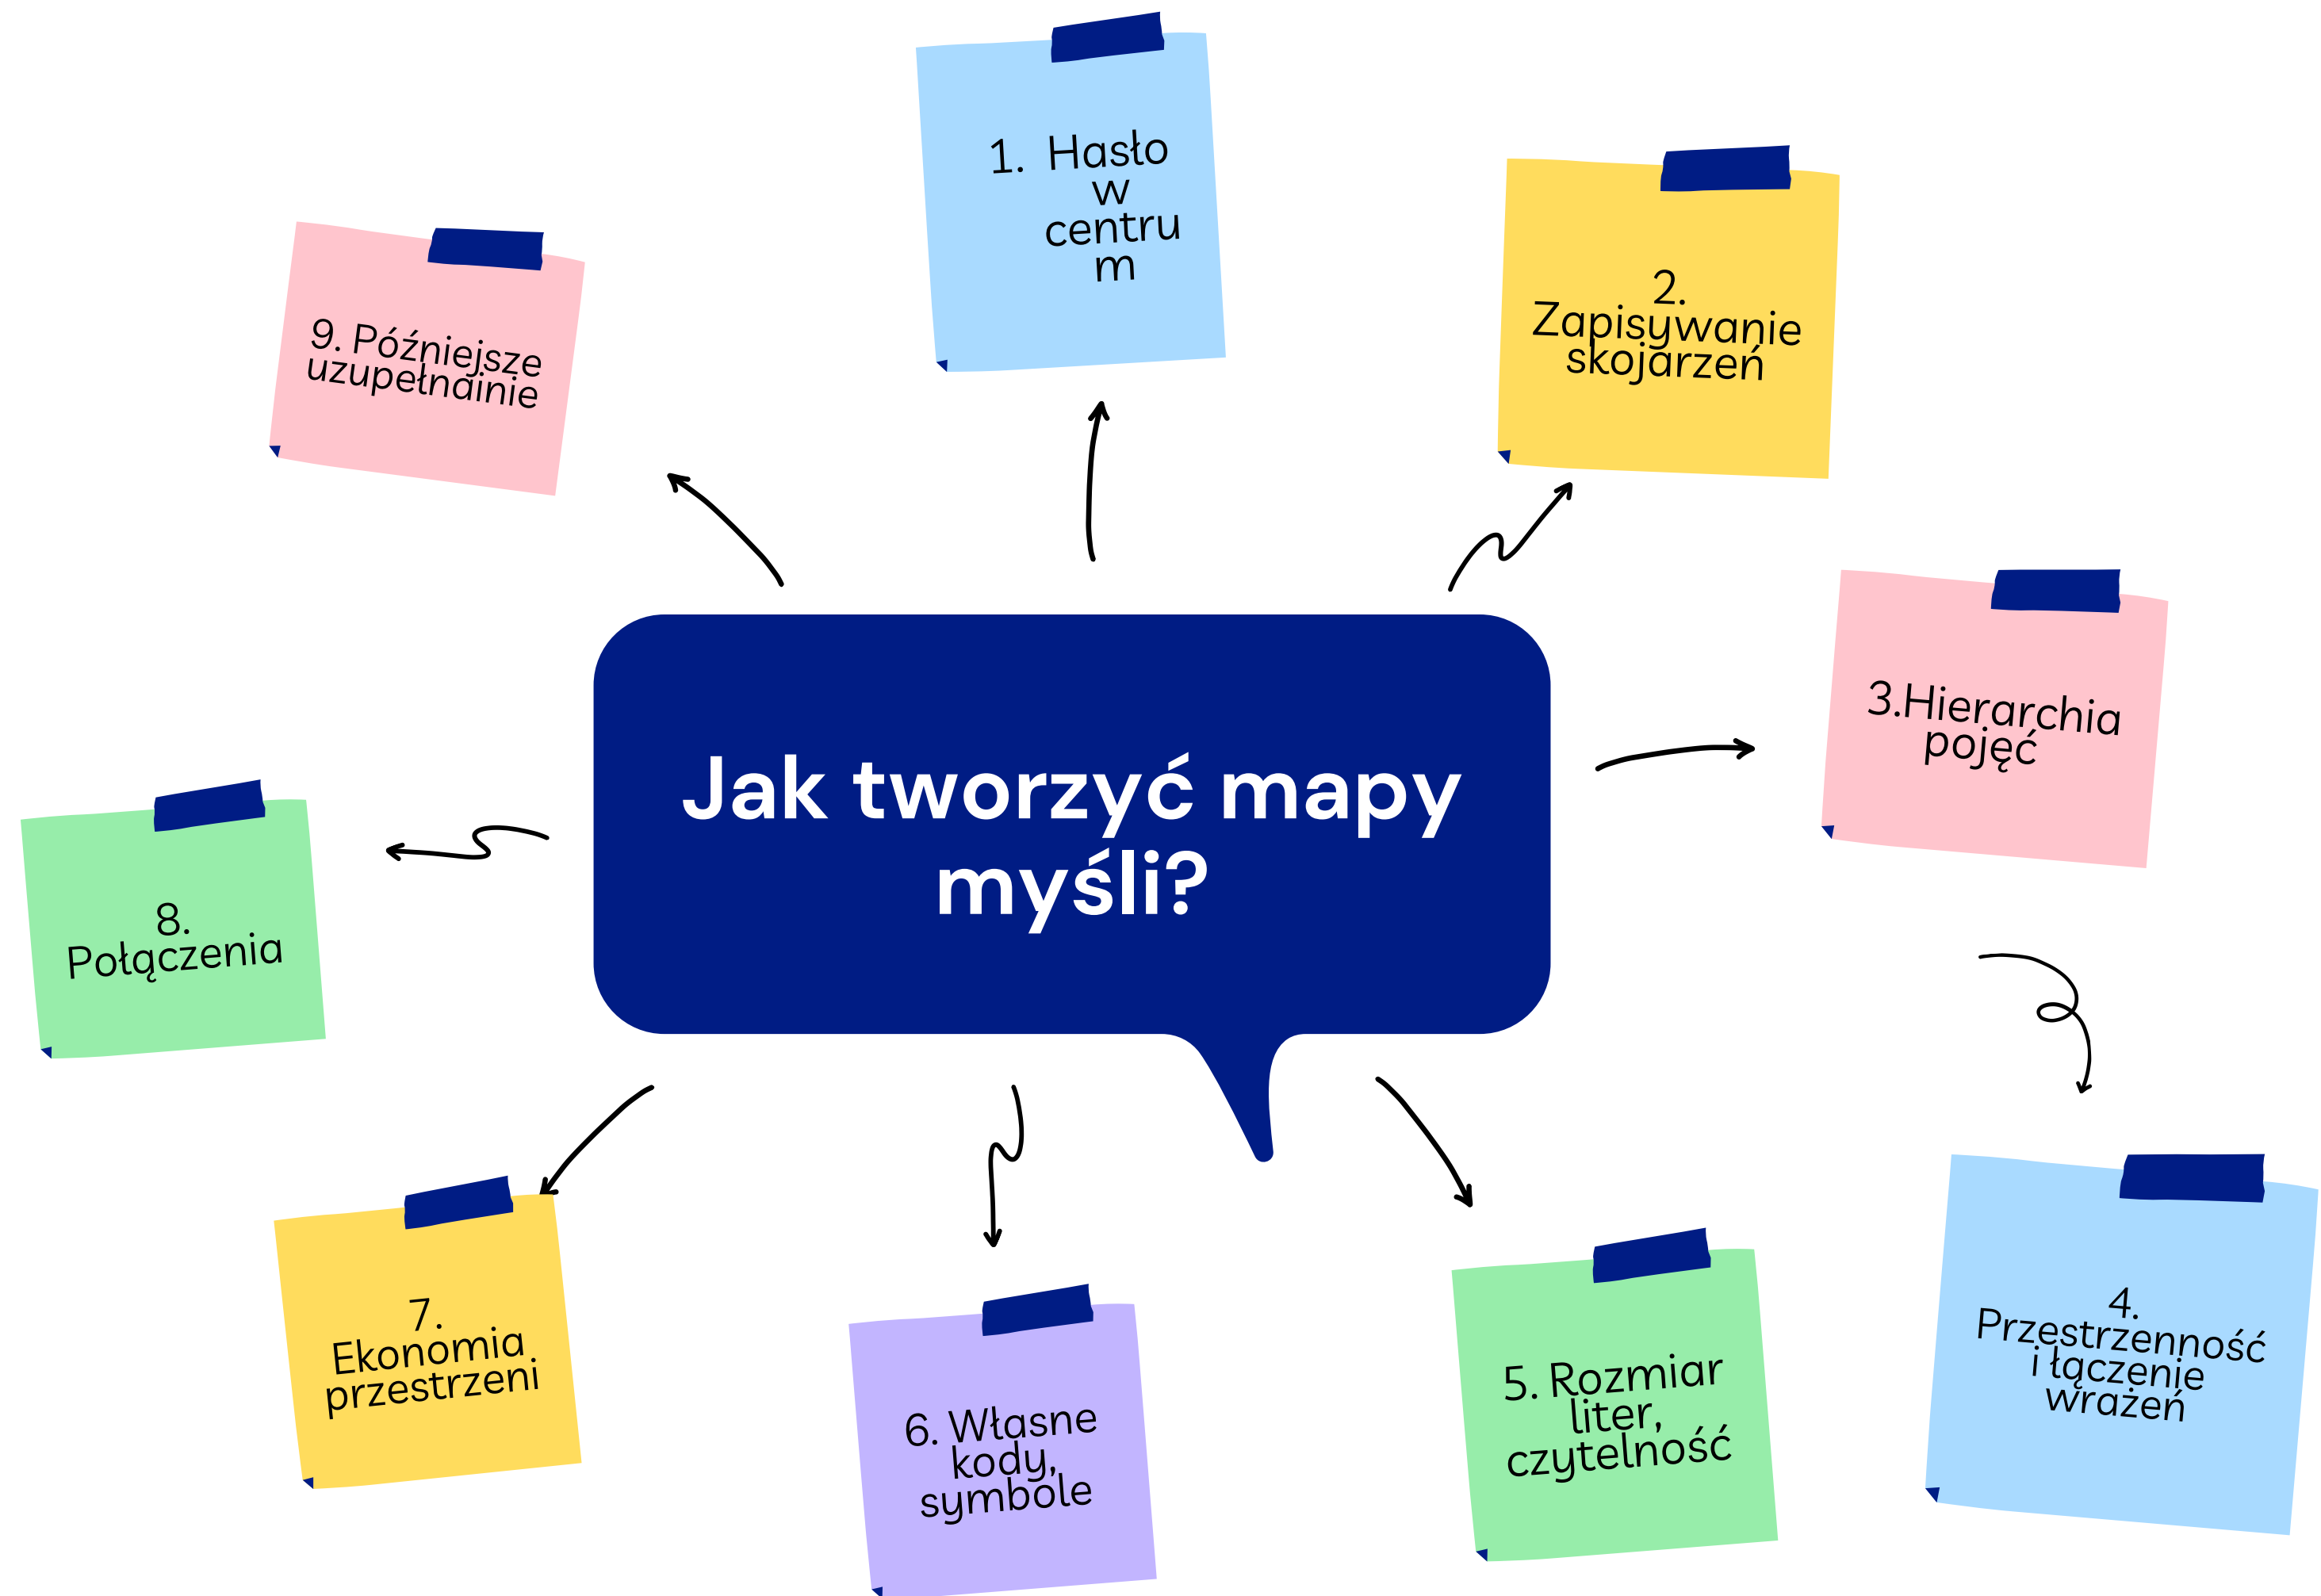 1. Hasło
w
centru
m
2.
Zapisywanie
skojarzeń
9. Późniejsze
uzupełnainie
3.Hierarchia
pojęć
Jak tworzyć mapy
myśli?
8.
Połączenia
4.
Przestrzenność
i łączenie
wrażeń
7.
Ekonomia
przestrzeni
5. Rozmiar
liter,
czytelność
6. Własne
kody,
symbole